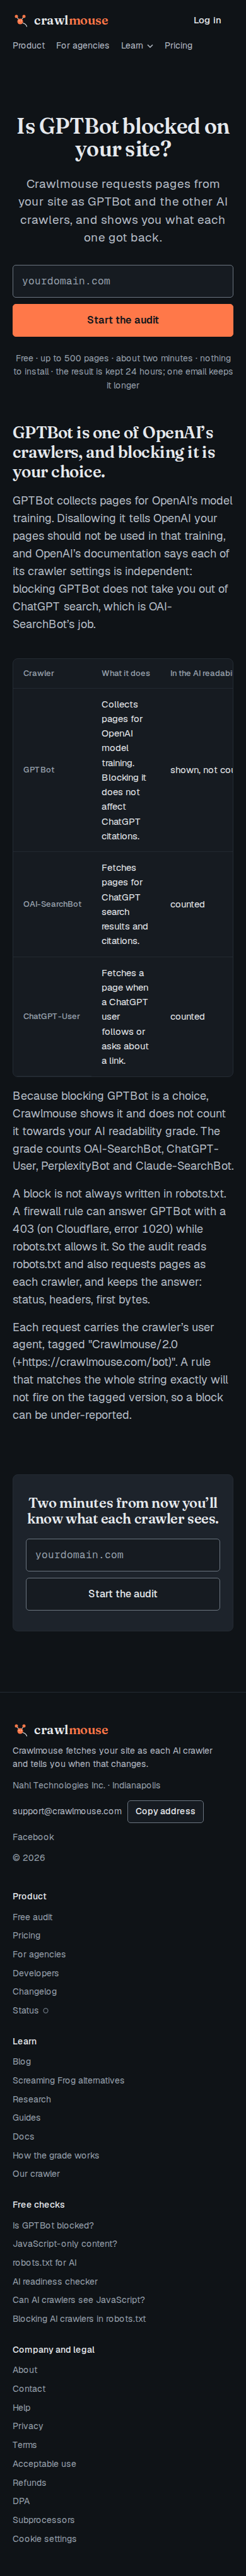 crawlmouse
Log in
Product For agencies Learn Pricing
Is GPTBot blocked on
your site?
Crawlmouse requests pages from
your site as GPTBot and the other AI
crawlers, and shows you what each
one got back.
yourdomain.com
Start the audit
Free · up to 500 pages · about two minutes · nothing
to install · the result is kept 24 hours; one email keeps
it longer
GPTBot is one of OpenAI’s
crawlers, and blocking it is
your choice.
GPTBot collects pages for OpenAI’s model
training. Disallowing it tells OpenAI your
pages should not be used in that training,
and OpenAI’s documentation says each of
its crawler settings is independent:
blocking GPTBot does not take you out of
ChatGPT search, which is OAI-
SearchBot’s job.
Crawler What it does In the AI readabi
GPTBot
Collects
pages for
OpenAI
model
training.
Blocking it
does not
affect
ChatGPT
citations.
shown, not cou
OAI-SearchBot
Fetches
pages for
ChatGPT
search
results and
citations.
counted
ChatGPT-User
Fetches a
page when
a ChatGPT
user
follows or
asks about
a link.
counted
Because blocking GPTBot is a choice,
Crawlmouse shows it and does not count
it towards your AI readability grade. The
grade counts OAI-SearchBot, ChatGPT-
User, PerplexityBot and Claude-SearchBot.
A block is not always written in robots.txt.
A firewall rule can answer GPTBot with a
403 (on Cloudflare, error 1020) while
robots.txt allows it. So the audit reads
robots.txt and also requests pages as
each crawler, and keeps the answer:
status, headers, first bytes.
Each request carries the crawler’s user
agent, tagged "Crawlmouse/2.0
(+https://crawlmouse.com/bot)". A rule
that matches the whole string exactly will
not fire on the tagged version, so a block
can be under-reported.
Two minutes from now you’ll
know what each crawler sees.
yourdomain.com
Start the audit
crawlmouse
Crawlmouse fetches your site as each AI crawler
and tells you when that changes.
Nahl Technologies Inc. · Indianapolis
support@crawlmouse.com Copy address
Facebook
© 2026
Product
Free audit
Pricing
For agencies
Developers
Changelog
Status
Learn
Blog
Screaming Frog alternatives
Research
Guides
Docs
How the grade works
Our crawler
Free checks
Is GPTBot blocked?
JavaScript-only content?
robots.txt for AI
AI readiness checker
Can AI crawlers see JavaScript?
Blocking AI crawlers in robots.txt
Company and legal
About
Contact
Help
Privacy
Terms
Acceptable use
Refunds
DPA
Subprocessors
Cookie settings